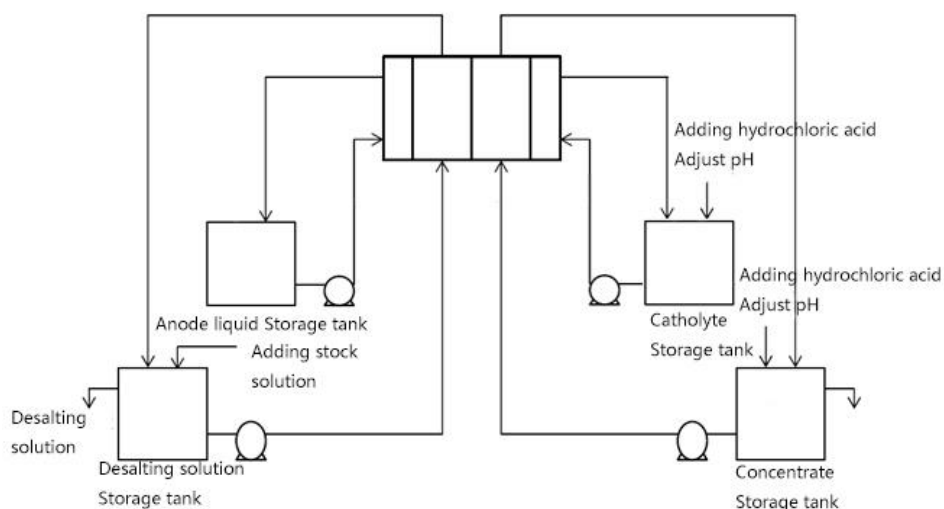 Adding hydrochloric acid
Adjust pH
Adding hydrochloric acid
Adjust pH
Anode liquid Storage tank
Catholyte
Storage tank
Adding stock
solution
Desalting
solution
Desalting solution
Storage tank
Concentrate
Storage tank